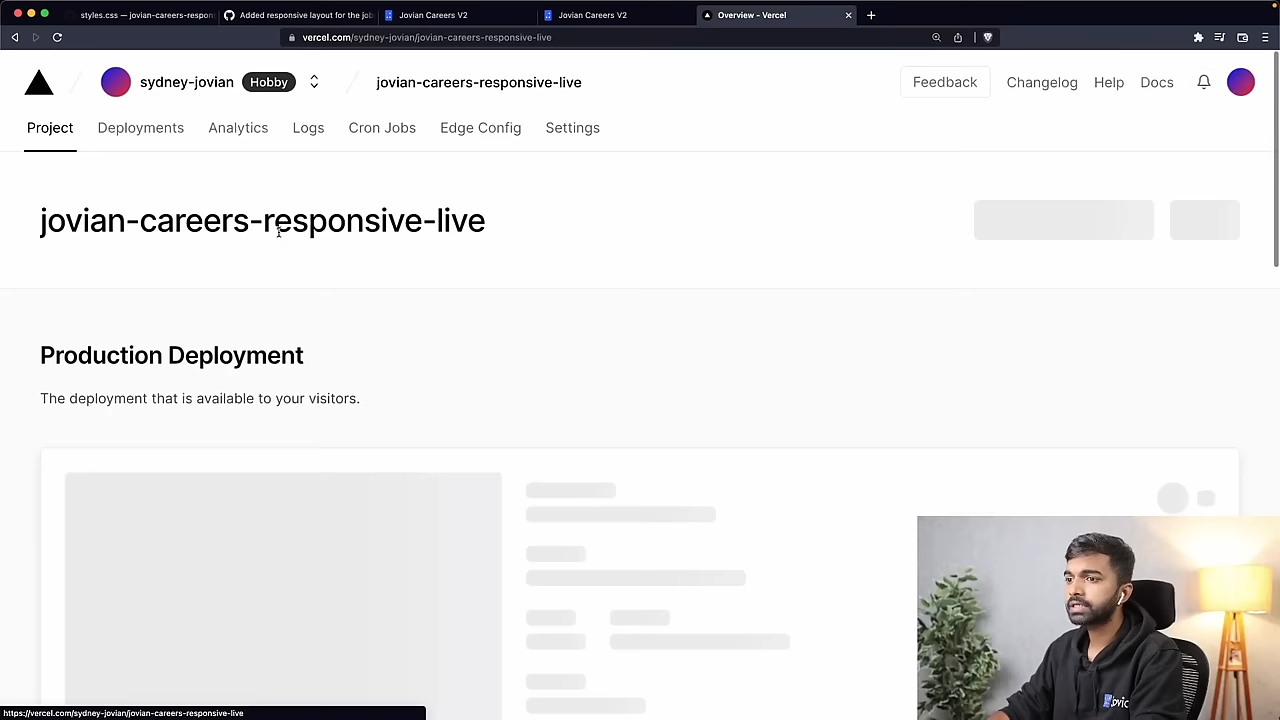 styles.css — jovian-careers-respon
Added responsive layout for the job
Jovian Careers V2
Jovian Careers V2
Overview – Vercel
vercel.com/sydney-jovian/jovian-careers-responsive-live
sydney-jovian
Hobby
jovian-careers-responsive-live
Feedback
Changelog
Help
Docs
Project
Deployments
Analytics
Logs
Cron Jobs
Edge Config
Settings
jovian-careers-responsive-live
Production Deployment
The deployment that is available to your visitors.
https://vercel.com/sydney-jovian/jovian-careers-responsive-live